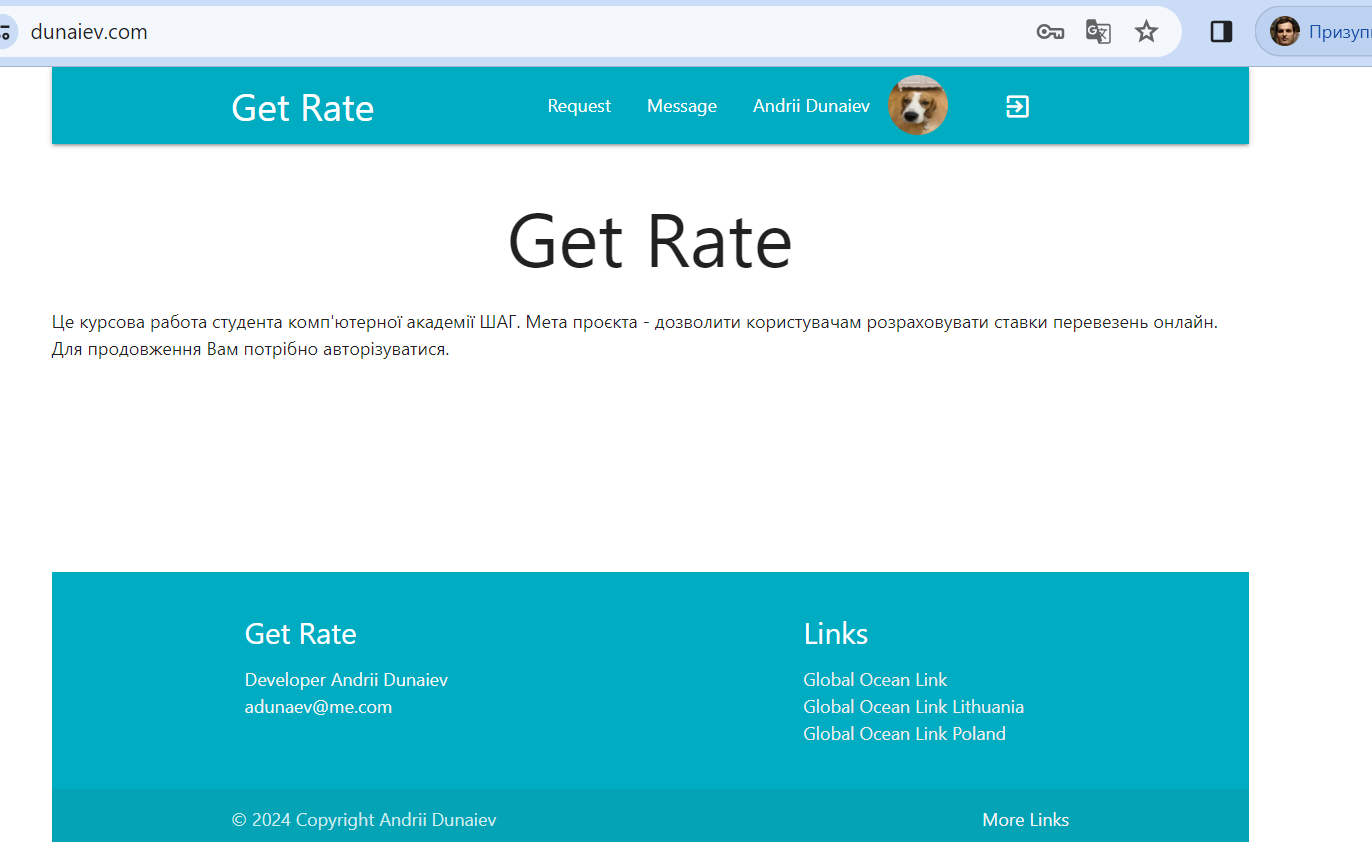 dunaiev.com
Призуп
Get Rate
Request
Message
Andrii Dunaiev
Get Rate
Це курсова работа студента комп'ютерної академії ШАГ. Мета проєкта - дозволити користувачам розраховувати ставки перевезень онлайн.
Для продовження Вам потрібно авторізуватися.
Get Rate
Developer Andrii Dunaiev
adunaev@me.com
Links
Global Ocean Link
Global Ocean Link Lithuania
Global Ocean Link Poland
© 2024 Copyright Andrii Dunaiev
More Links